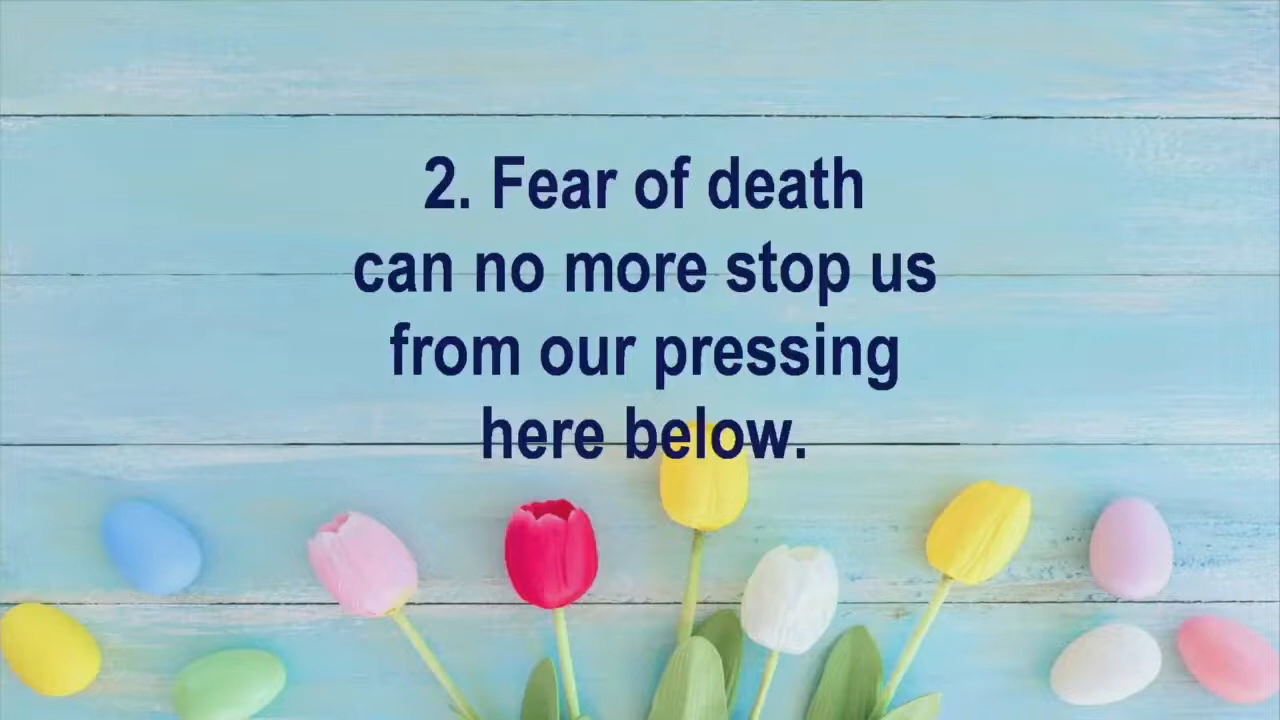 2. Fear of death
can no more stop us
from our pressing
here below.